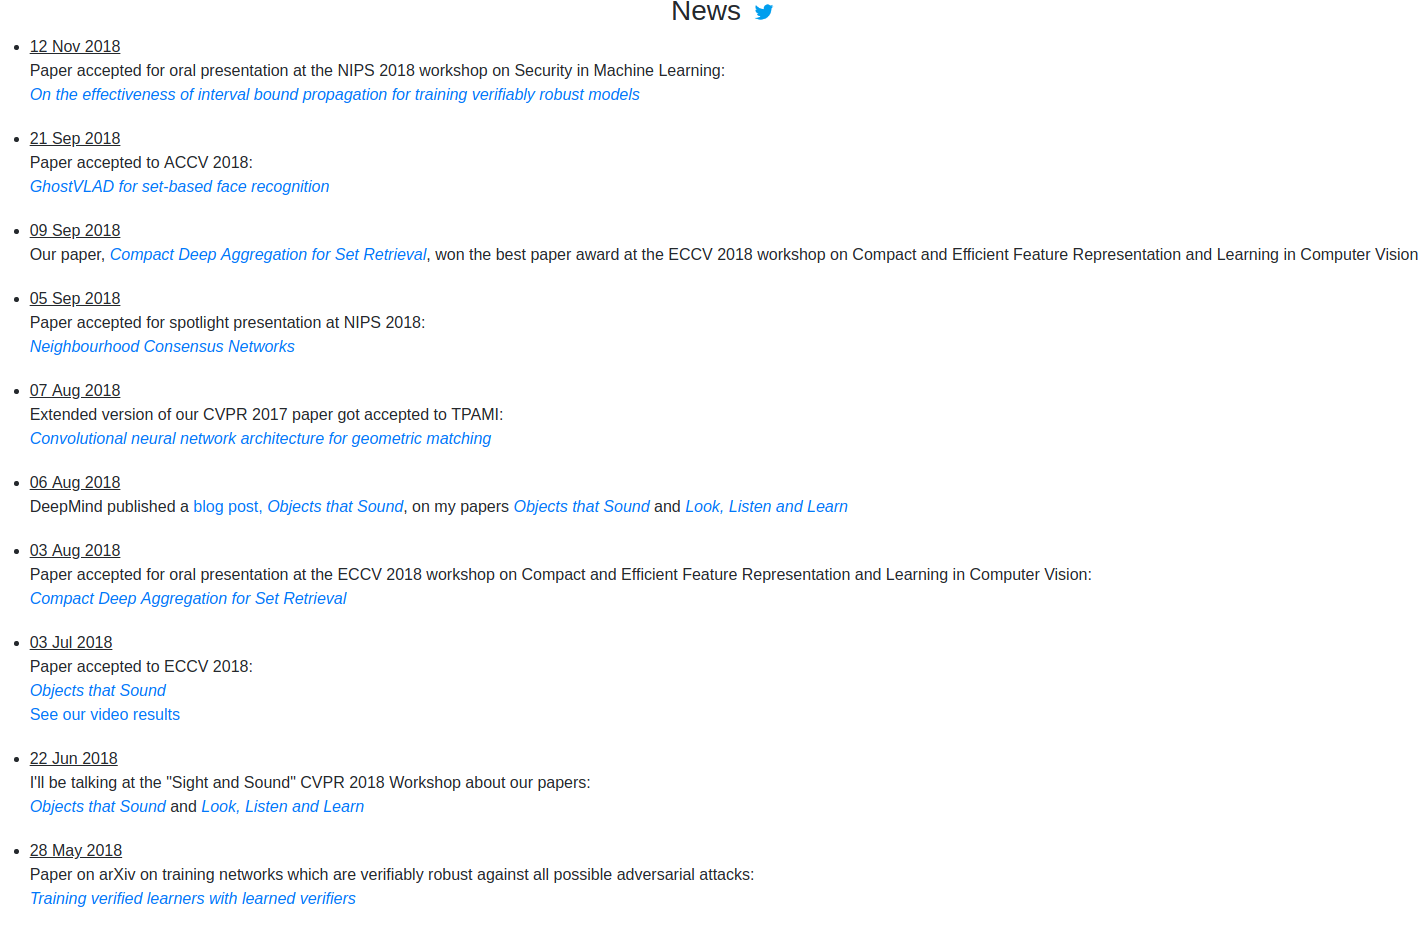 News
12 Nov 2018
Paper accepted for oral presentation at the NIPS 2018 workshop on Security in Machine Learning:
On the effectiveness of interval bound propagation for training verifiably robust models
21 Sep 2018
Paper accepted to ACCV 2018:
GhostVLAD for set-based face recognition
09 Sep 2018
Our paper, Compact Deep Aggregation for Set Retrieval, won the best paper award at the ECCV 2018 workshop on Compact and Efficient Feature Representation and Learning in Computer Vision
05 Sep 2018
Paper accepted for spotlight presentation at NIPS 2018:
Neighbourhood Consensus Networks
07 Aug 2018
Extended version of our CVPR 2017 paper got accepted to TPAMI:
Convolutional neural network architecture for geometric matching
06 Aug 2018
DeepMind published a blog post, Objects that Sound, on my papers Objects that Sound and Look, Listen and Learn
03 Aug 2018
Paper accepted for oral presentation at the ECCV 2018 workshop on Compact and Efficient Feature Representation and Learning in Computer Vision:
Compact Deep Aggregation for Set Retrieval
03 Jul 2018
Paper accepted to ECCV 2018:
Objects that Sound
See our video results
22 Jun 2018
I'll be talking at the "Sight and Sound" CVPR 2018 Workshop about our papers:
Objects that Sound and Look, Listen and Learn
28 May 2018
Paper on arXiv on training networks which are verifiably robust against all possible adversarial attacks:
Training verified learners with learned verifiers